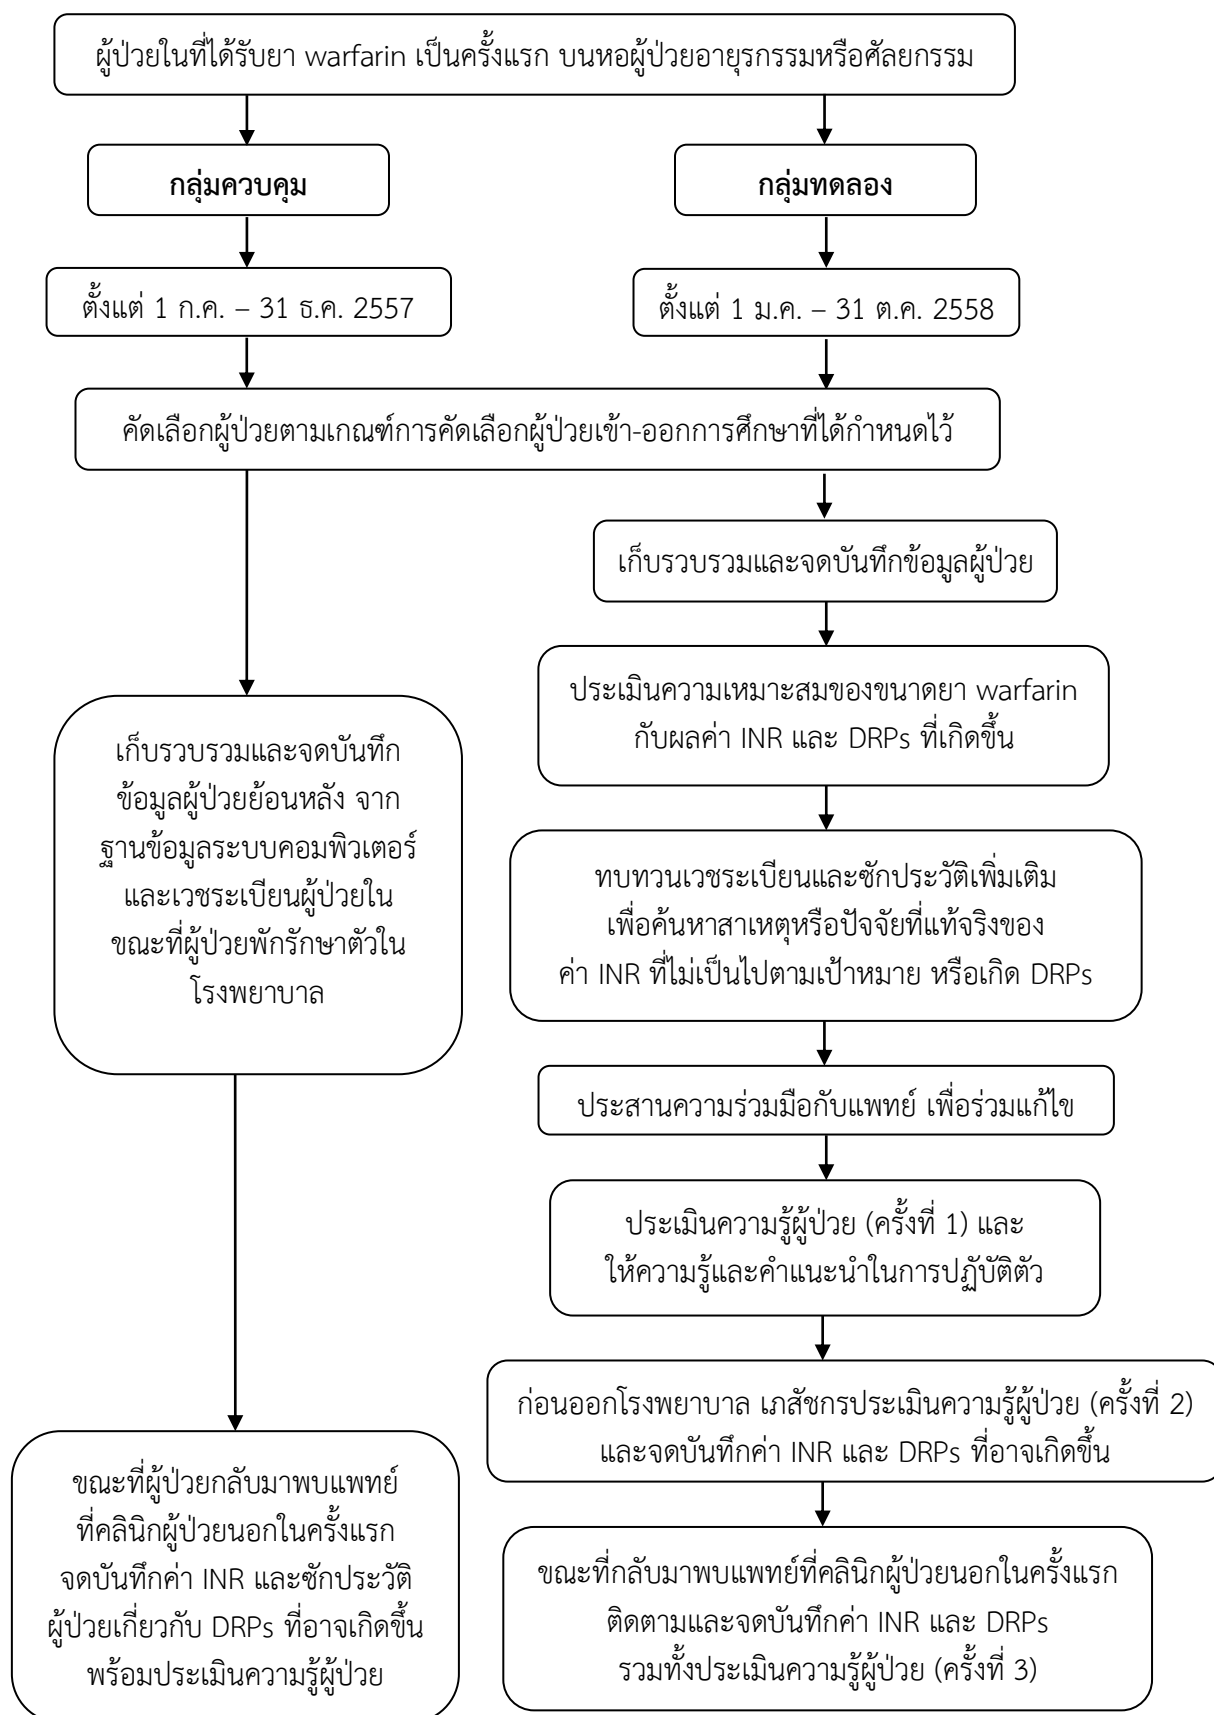 ผู้ป่วยในที่ได้รับยา warfarin เป็นครั้งแรก บนหอผู้ป่วยอายุรกรรมหรือศัลยกรรม
กลุ่มควบคุม
กลุ่มทดลอง
ตั้งแต่ 1 ก.ค. – 31 ธ.ค. 2557
ตั้งแต่ 1 ม.ค. – 31 ต.ค. 2558
คัดเลือกผู้ป่วยตามเกณฑ์การคัดเลือกผู้ป่วยเข้า-ออกการศึกษาที่ได้กำหนดไว้
เก็บรวบรวมและจดบันทึก
ข้อมูลผู้ป่วยย้อนหลัง จาก
ฐานข้อมูลระบบคอมพิวเตอร์
และเวชระเบียนผู้ป่วยใน
ขณะที่ผู้ป่วยพักรักษาตัวใน
โรงพยาบาล
ขณะที่ผู้ป่วยกลับมาพบแพทย์
ที่คลินิกผู้ป่วยนอกในครั้งแรก
จดบันทึกค่า INR และซักประวัติ
ผู้ป่วยเกี่ยวกับ DRPs ที่อาจเกิดขึ้น
พร้อมประเมินความรู้ผู้ป่วย
เก็บรวบรวมและจดบันทึกข้อมูลผู้ป่วย
ประเมินความเหมาะสมของขนาดยา warfarin
กับผลค่า INR และ DRPs ที่เกิดขึ้น
ทบทวนเวชระเบียนและซักประวัติเพิ่มเติม
เพื่อค้นหาสาเหตุหรือปัจจัยที่แท้จริงของ
ค่า INR ที่ไม่เป็นไปตามเป้าหมาย หรือเกิด DRPs
ประสานความร่วมมือกับแพทย์ เพื่อร่วมแก้ไข
ประเมินความรู้ผู้ป่วย (ครั้งที่ 1) และ
ให้ความรู้และคำแนะนำในการปฏิบัติตัว
ก่อนออกโรงพยาบาล เภสัชกรประเมินความรู้ผู้ป่วย (ครั้งที่ 2)
และจดบันทึกค่า INR และ DRPs ที่อาจเกิดขึ้น
ขณะที่กลับมาพบแพทย์ที่คลินิกผู้ป่วยนอกในครั้งแรก
ติดตามและจดบันทึกค่า INR และ DRPs
รวมทั้งประเมินความรู้ผู้ป่วย (ครั้งที่ 3)